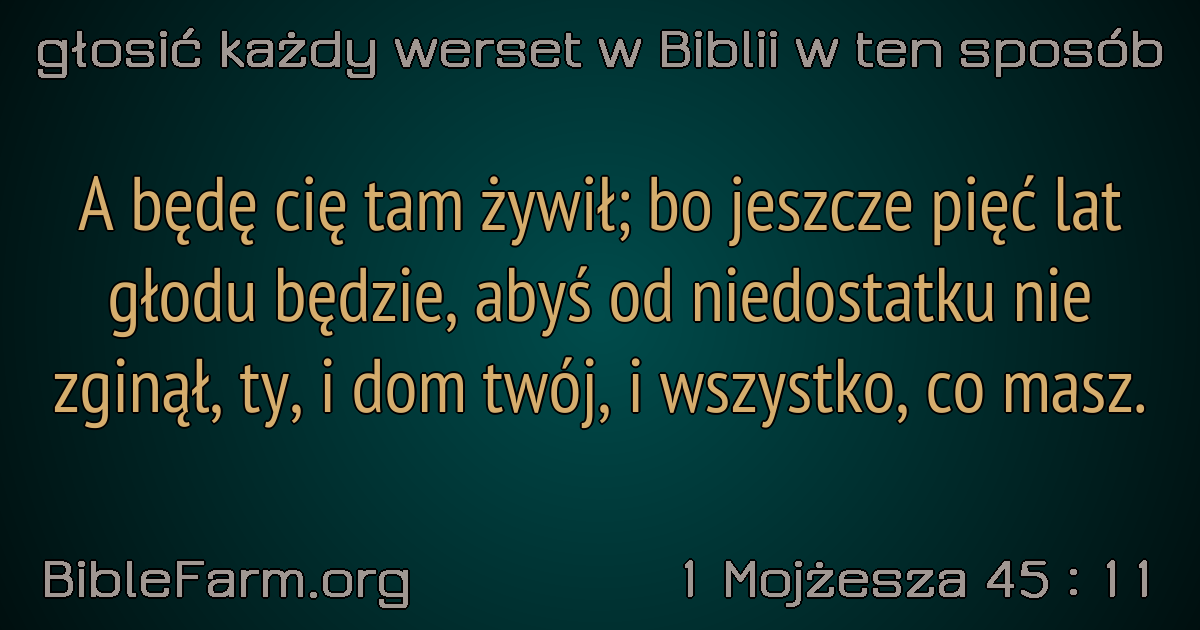 głosić każdy werset w Biblii w ten sposób
A będę cię tam żywił; bo jeszcze pięć lat
głodu będzie, abyś od niedostatku nie
zginął, ty, i dom twój, i wszystko, co masz.
BibleFarm.org
1 Mojżesza 45 : 11